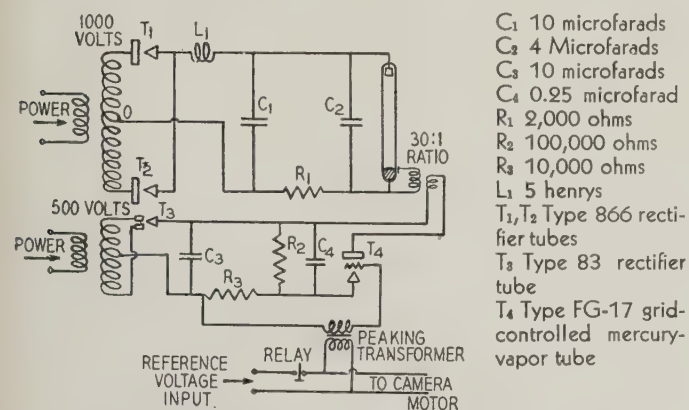 1000
VOLTS
T1
L1
POWER
0
C1
C2
30:1
RATIO
T2
R1
500 VOLTS
T3
POWER
C3
R2
C4
T4
R3
PEAKING
TRANSFORMER
RELAY
REFERENCE
VOLTAGE
INPUT.
TO CAMERA
MOTOR
C1 10 microfarads
C2 4 Microfarads
C3 10 microfarads
C4 0.25 microfarad
R1 2,000 ohms
R2 100,000 ohms
R3 10,000 ohms
L1 5 henrys
T1,T2 Type 866 recti-
fier tubes
T3 Type 83 rectifier
tube
T4 Type FG-17 grid-
controlled mercury-
vapor tube